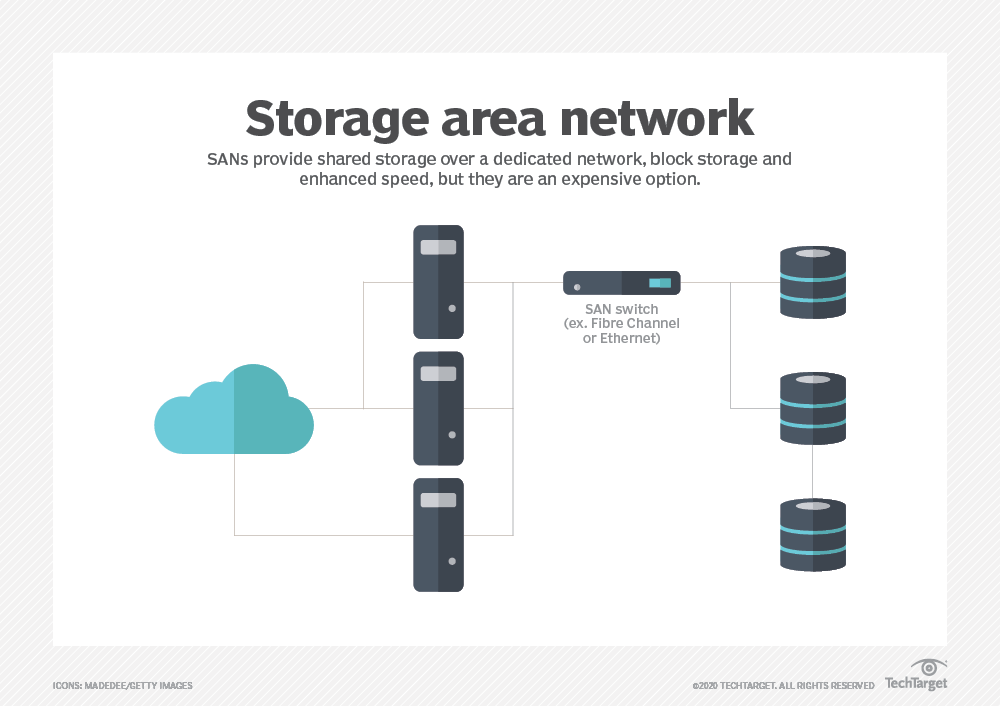 Storage area network
SANs provide shared storage over a dedicated network, block storage and
enhanced speed, but they are an expensive option.
SAN switch
(ex. Fibre Channel
or Ethernet)
ICONS: MADEDEE/GETTY IMAGES
©2020 TECHTARGET. ALL RIGHTS RESERVED
TechTarget